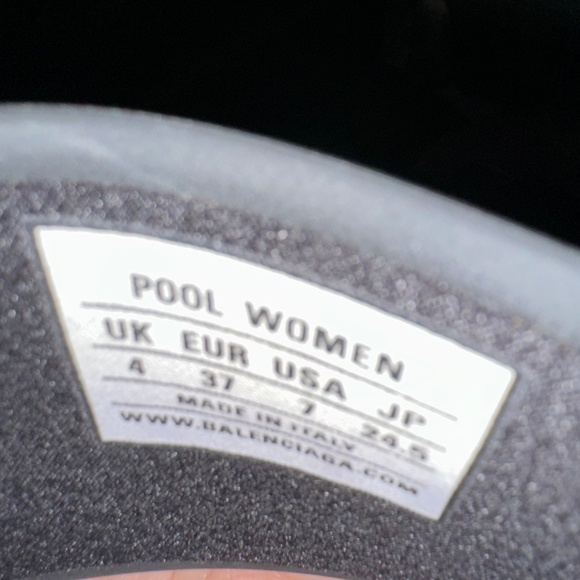 POOL WOMEN
UK EUR USA JP
4 37 7 24.5
MADE IN ITALY
WWW.BALENCIAGA.COM